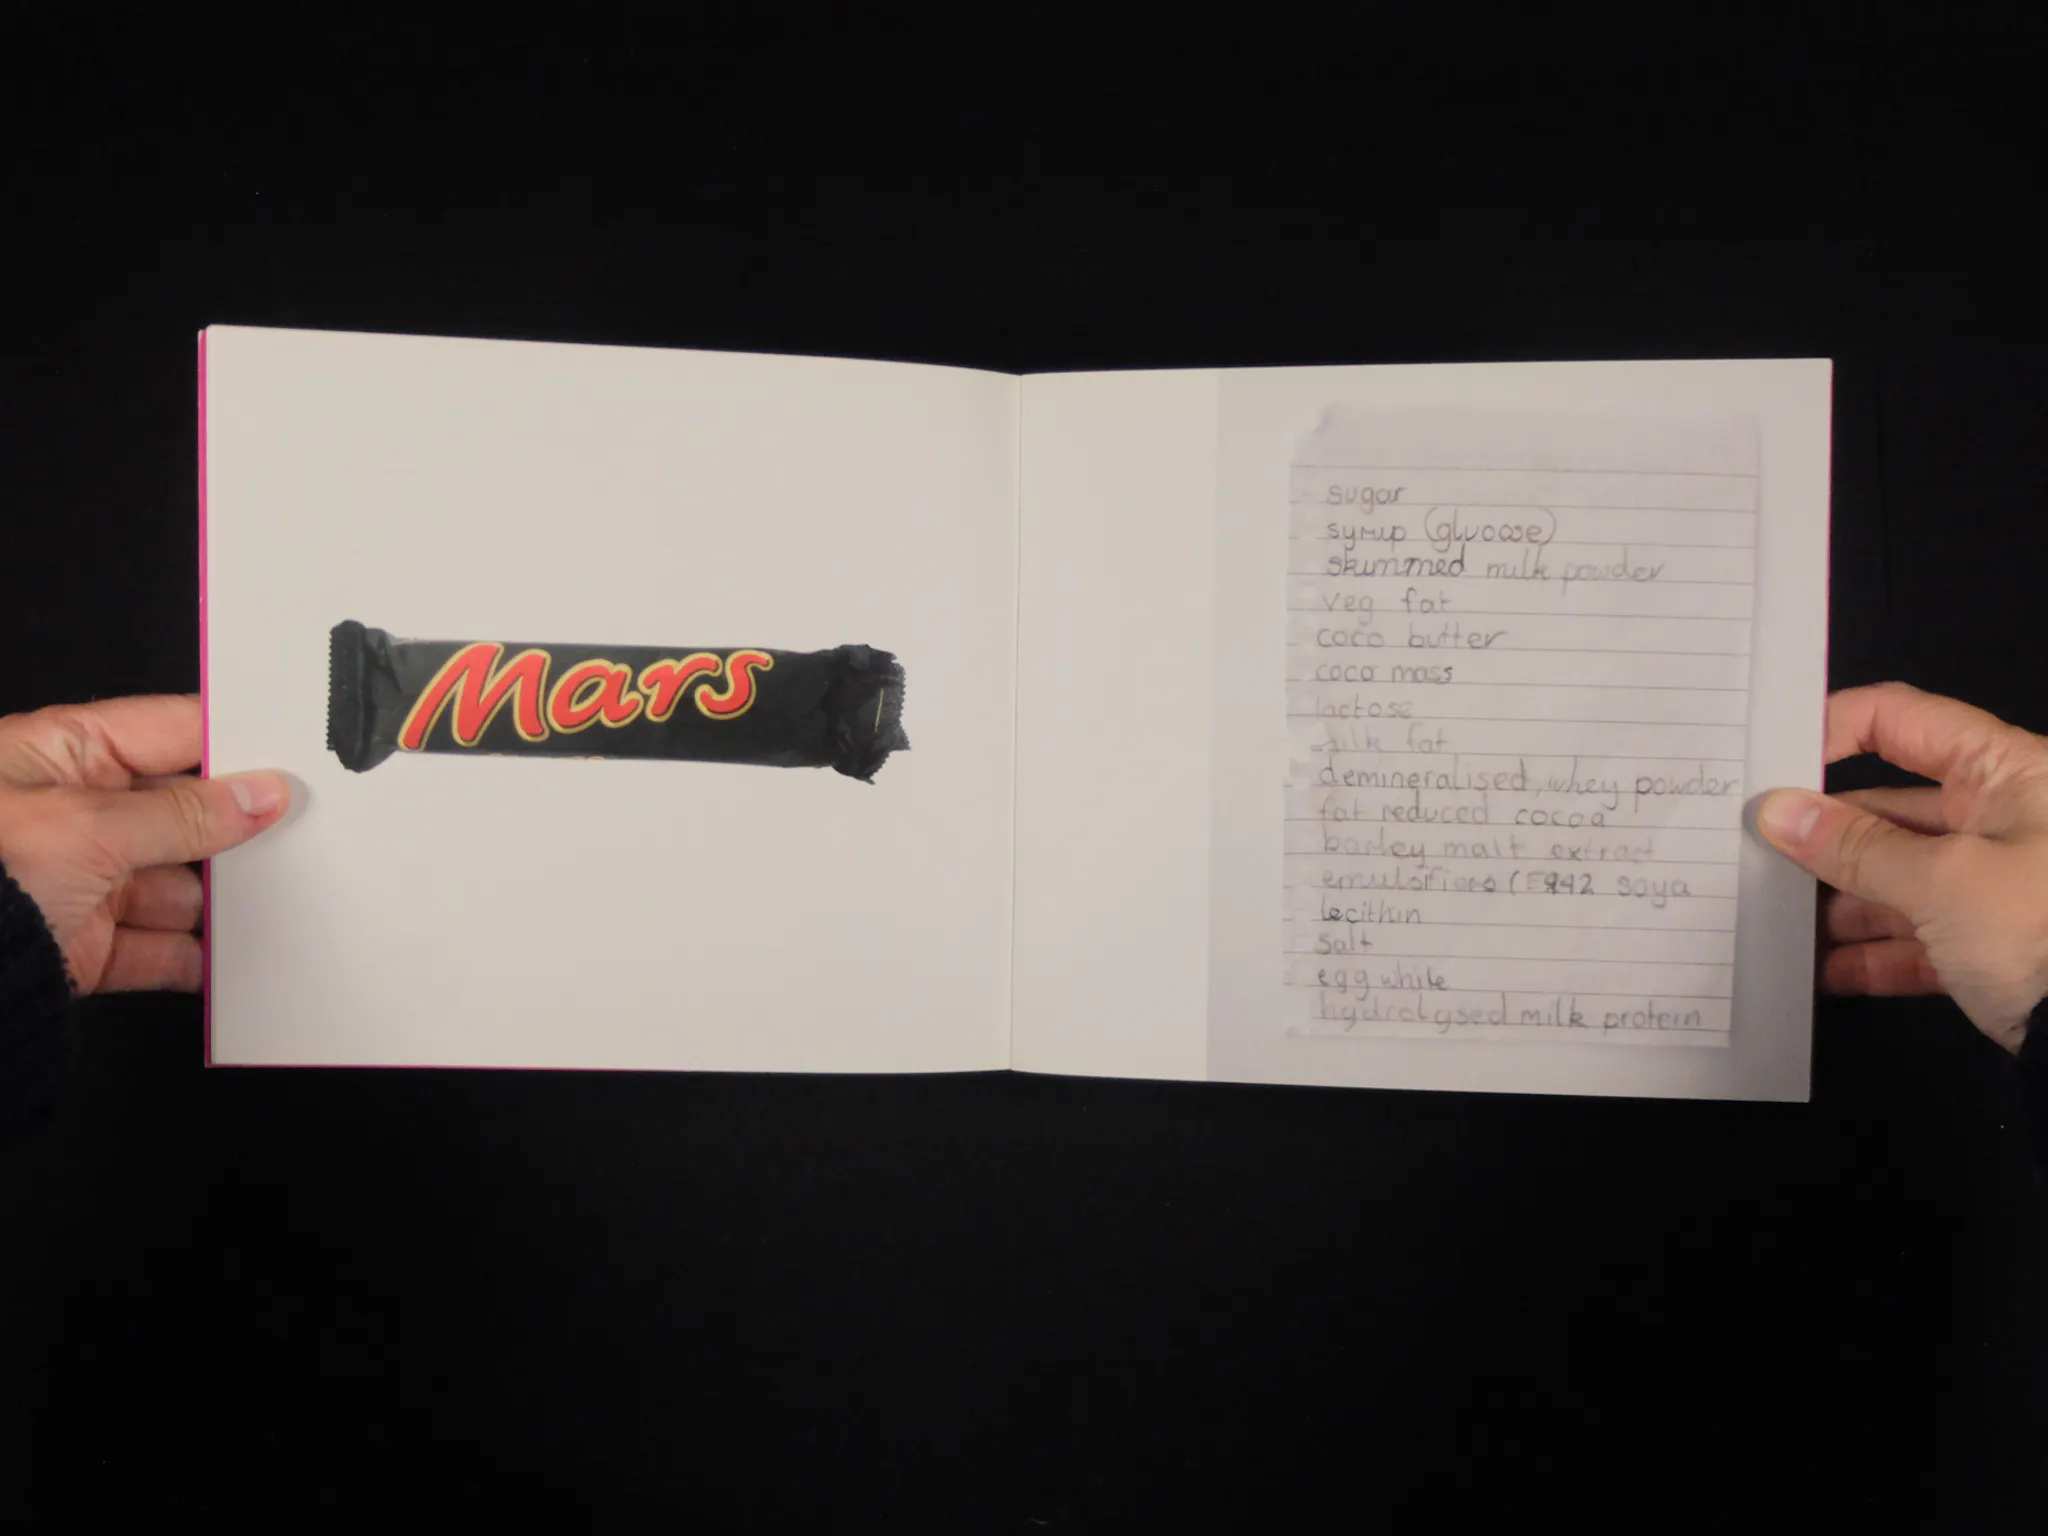 Mars
sugar
syrup (glucose)
skimmed milk powder
veg fat
coco butter
coco mass
lactose
milk fat
demineralised whey powder
fat reduced cocoa
barley malt extract
emulsifiers (E442 soya
lecithin
salt
egg white
hydrolysed milk protein